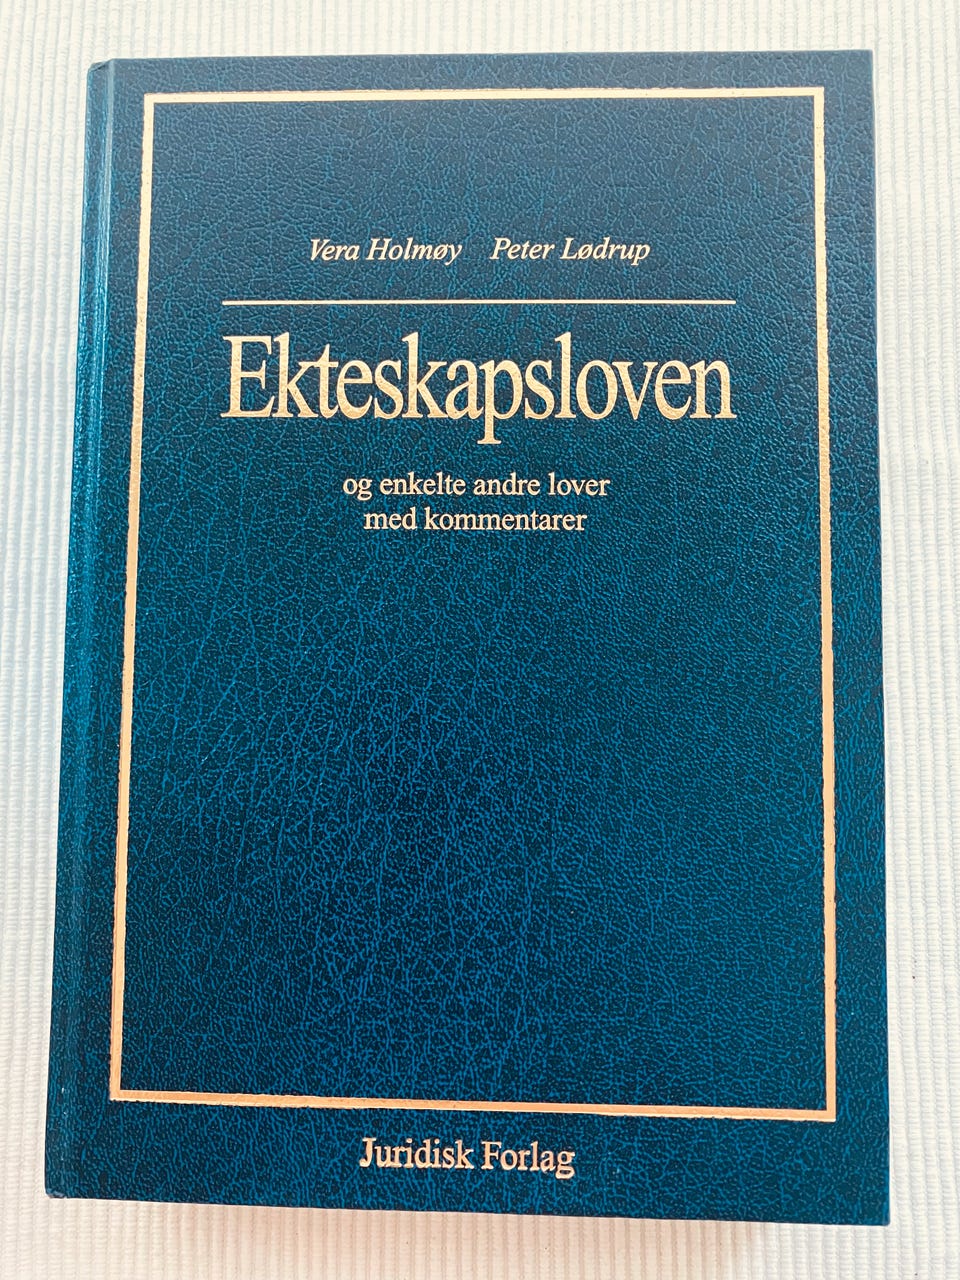 Vera Holmøy Peter Lødrup
Ekteskapsloven
og enkelte andre lover
med kommentarer
Juridisk Forlag